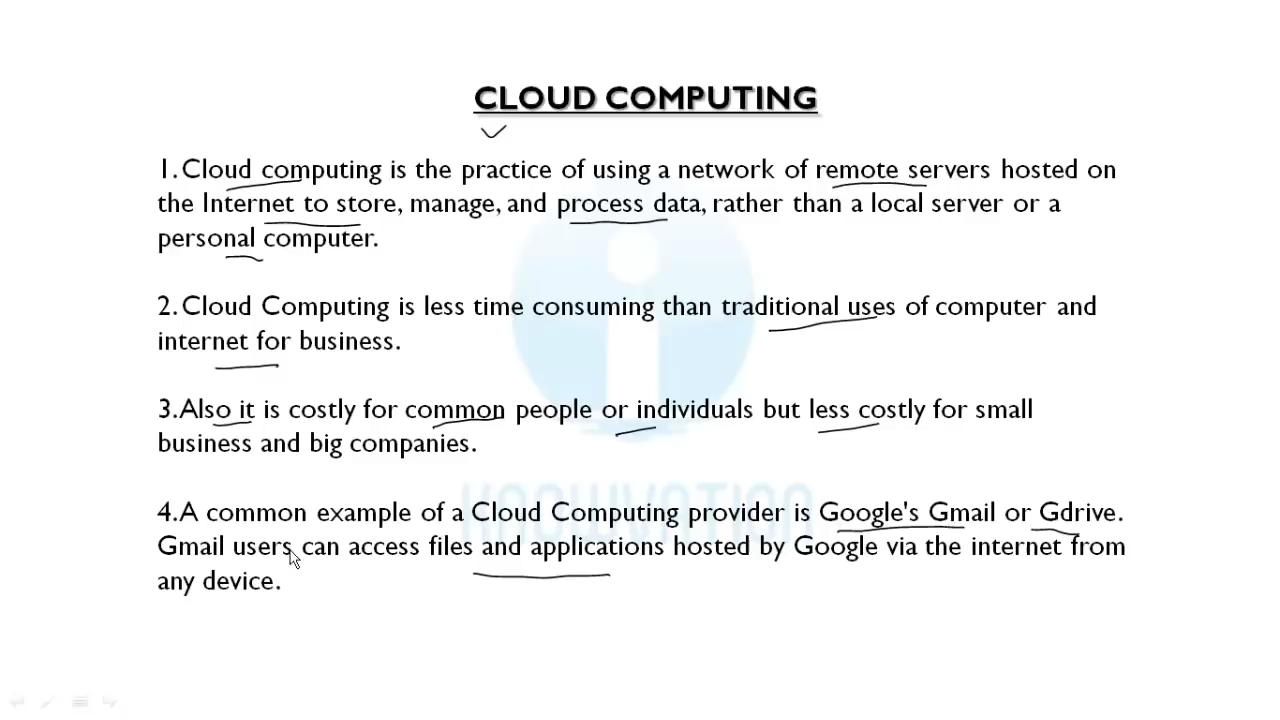 CLOUD COMPUTING
1. Cloud computing is the practice of using a network of remote servers hosted on
the Internet to store, manage, and process data, rather than a local server or a
personal computer.
2. Cloud Computing is less time consuming than traditional uses of computer and
internet for business.
3.Also it is costly for common people or individuals but less costly for small
business and big companies.
4.A common example of a Cloud Computing provider is Google's Gmail or Gdrive.
Gmail users can access files and applications hosted by Google via the internet from
any device.
KNOWVATION